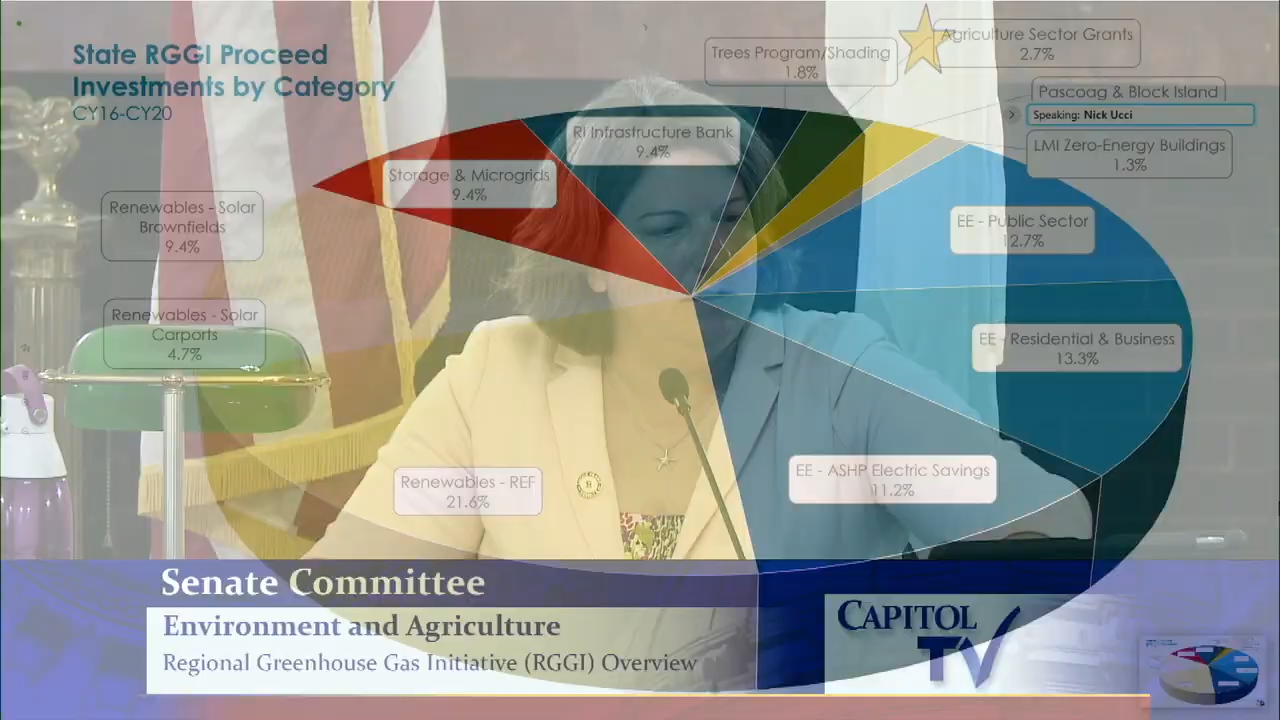 State RGGI Proceed
Investments by Category
CY16-CY20
Trees Program/Shading
1.8%
Agriculture Sector Grants
2.7%
Pascoag & Block Island
Speaking: Nick Ucci
LMI Zero-Energy Buildings
1.3%
RI Infrastructure Bank
9.4%
Storage & Microgrids
9.4%
Renewables - Solar
Brownfields
9.4%
EE - Public Sector
12.7%
Renewables - Solar
Carports
4.7%
EE - Residential & Business
13.3%
Renewables - REF
21.6%
EE - ASHP Electric Savings
11.2%
Senate Committee
Environment and Agriculture
Regional Greenhouse Gas Initiative (RGGI) Overview
CAPITOL
TV